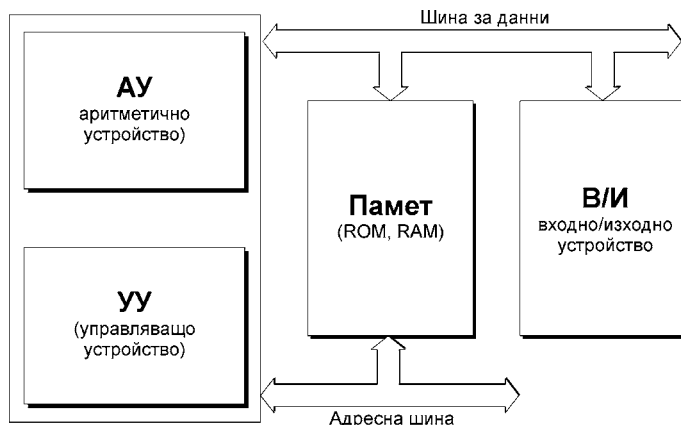 Шина за данни
АУ
аритметично
устройство)
УУ
(управляващо
устройство)
Памет
(ROM, RAM)
В/И
входно/изходно
устройство
Адресна шина